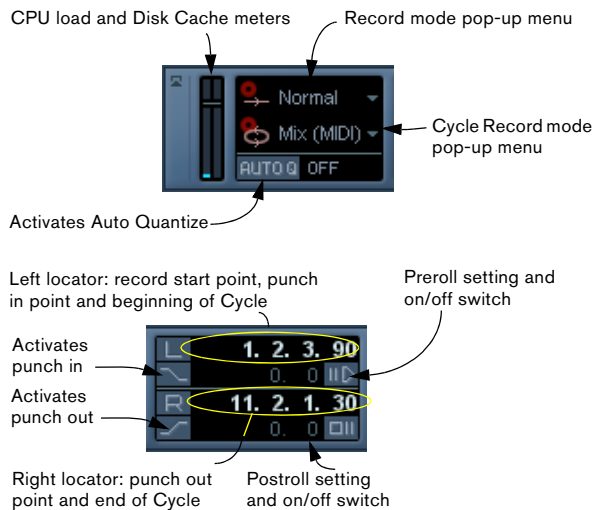 CPU load and Disk Cache meters
Record mode pop-up menu
Normal
Mix (MIDI)
Cycle Record mode
pop-up menu
AUTO Q OFF
Activates Auto Quantize
Left locator: record start point, punch
in point and beginning of Cycle
Preroll setting and
on/off switch
Activates
punch in
L 1. 2. 3. 90
0. 0
Activates
punch out
R 11. 2. 1. 30
0. 0
Right locator: punch out
point and end of Cycle
Postroll setting
and on/off switch